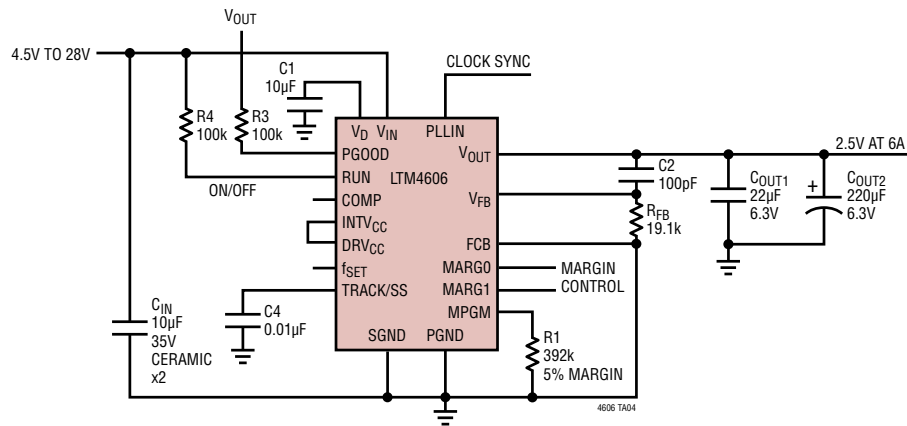 VOUT
4.5V TO 28V
CLOCK SYNC
C1
10µF
R4
100k
R3
100k
VD
VIN
PLLIN
PGOOD
VOUT
2.5V AT 6A
RUN
LTM4606
ON/OFF
COMP
INTVCC
DRVCC
fSET
TRACK/SS
VFB
FCB
MARG0
MARG1
MPGM
SGND
PGND
C2
100pF
RFB
19.1k
COUT1
22µF
6.3V
+
COUT2
220µF
6.3V
MARGIN
CONTROL
CIN
10µF
35V
CERAMIC
x2
C4
0.01µF
R1
392k
5% MARGIN
4606 TA04